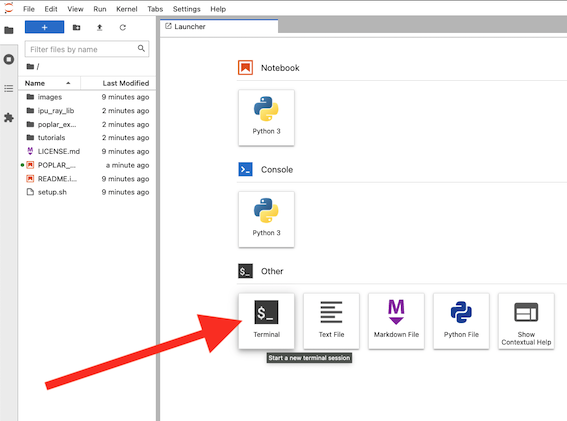 File Edit View Run Kernel Tabs Settings Help
+
Launcher
Filter files by name
/
Name Last Modified
images 9 minutes ago
ipu_ray_lib 2 minutes ago
poplar_ex... 2 minutes ago
tutorials 2 minutes ago
LICENSE.md 9 minutes ago
POPLAR_... a minute ago
README.i... 9 minutes ago
setup.sh 9 minutes ago
Notebook
Python 3
Console
Python 3
$_ Other
$_ Terminal
Text File
M Markdown File
Python File
Show
Contextual Help
Start a new terminal session